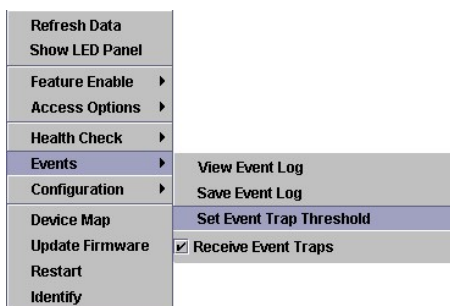 Refresh Data
Show LED Panel
Feature Enable
Access Options
Health Check
Events
Configuration
Device Map
Update Firmware
Restart
Identify
View Event Log
Save Event Log
Set Event Trap Threshold
Receive Event Traps